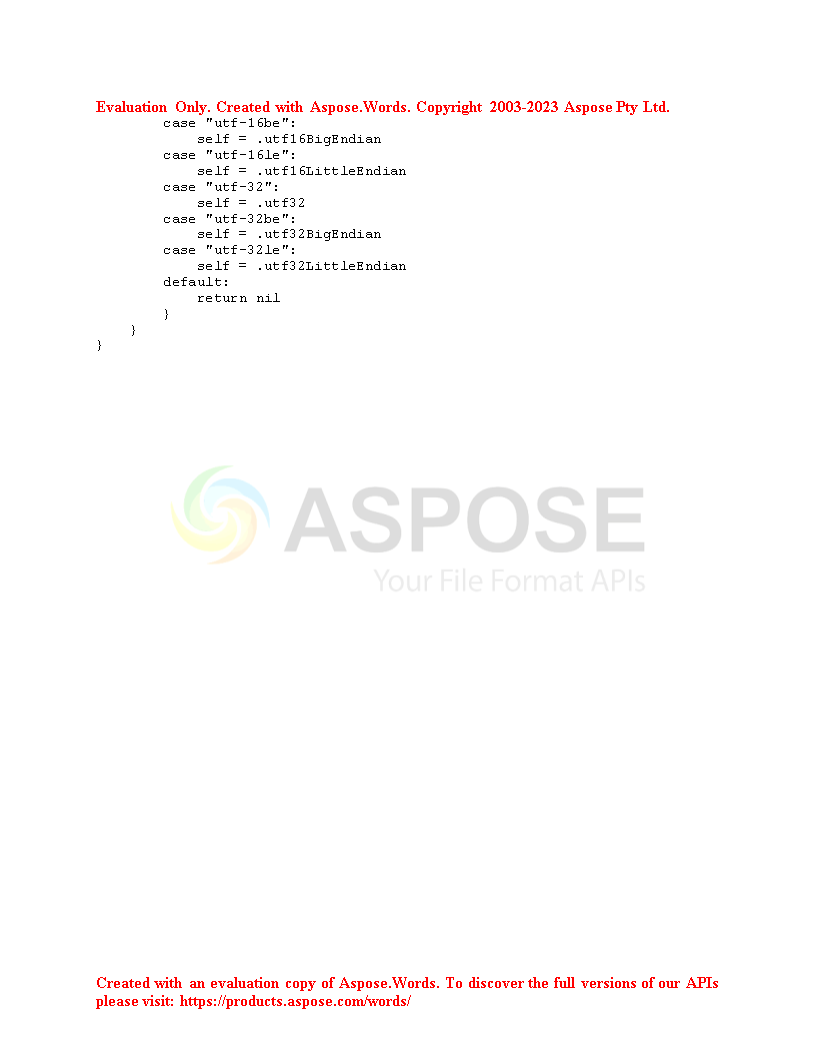 Evaluation Only. Created with Aspose.Words. Copyright 2003-2023 Aspose Pty Ltd.
        case "utf-16be":
            self = .utf16BigEndian
        case "utf-16le":
            self = .utf16LittleEndian
        case "utf-32":
            self = .utf32
        case "utf-32be":
            self = .utf32BigEndian
        case "utf-32le":
            self = .utf32LittleEndian
        default:
            return nil
        }
    }
}
ASPOSE
Your File Format APIs
Created with an evaluation copy of Aspose.Words. To discover the full versions of our APIs
please visit: https://products.aspose.com/words/